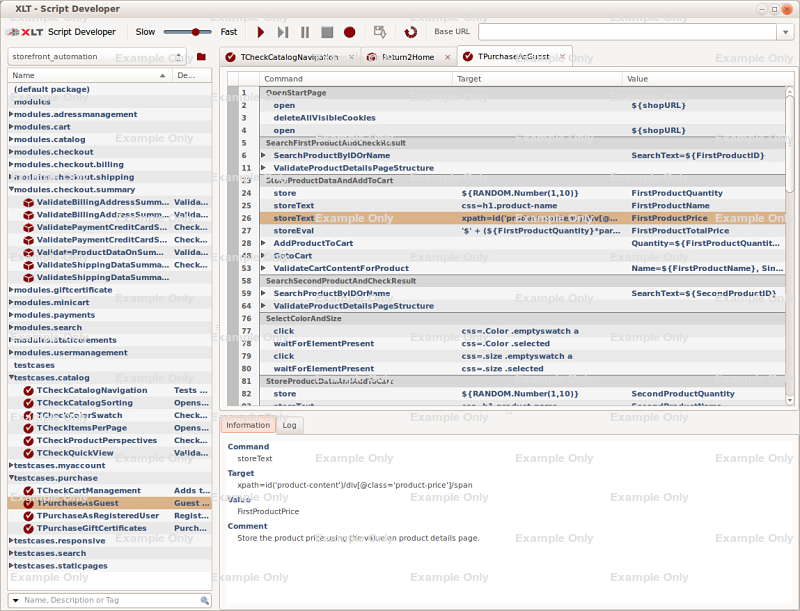 XLT - Script Developer
XLT Script Developer
Slow
Fast
Base URL
storefront_automation
TCheckCatalogNavigation
Return2Home
TPurchaseAsGuest
Name
De...
(default package)
modules
modules.adressmanagement
modules.cart
modules.catalog
modules.checkout
modules.checkout.billing
modules.checkout.shipping
modules.checkout.summary
ValidateBillingAddressSumm... Valida...
ValidateBillingAddressSumm... Valida...
ValidatePaymentCreditCardS... Check...
ValidatePaymentCreditCardS... Check...
ValidateProductDataOnSumm... Valida...
ValidateShippingDataSumma... Check...
ValidateShippingDataSumma...
modules.giftcertificate
modules.minicart
modules.payments
modules.search
modules.staticelements
modules.usermanagement
testcases
testcases.catalog
TCheckCatalogNavigation Tests ...
TCheckCatalogSorting Opens...
TCheckColorSwatch Check...
TCheckItemsPerPage Opens...
TCheckProductPerspectives Check...
TCheckQuickView Valida...
testcases.myaccount
testcases.purchase
TCheckCartManagement Adds t...
TPurchaseAsGuest Guest ...
TPurchaseAsRegisteredUser Regist...
TPurchaseGiftCertificates Purch...
testcases.responsive
testcases.search
testcases.staticpages
Name, Description or Tag
Command Target Value
1 OpenStartPage
2 open ${shopURL}
3 deleteAllVisibleCookies
4 open ${shopURL}
5 SearchFirstProductAndCheckResult
6 SearchProductByIDOrName SearchText=${FirstProductID}
11 ValidateProductDetailsPageStructure
23 StoreProductDataAndAddToCart
24 store ${RANDOM.Number(1,10)} FirstProductQuantity
25 storeText css=h1.product-name FirstProductName
26 storeText FirstProductPrice
27 storeEval '$' + (${FirstProductQuantity}*par... FirstProductTotalPrice
28 AddProductToCart Quantity=${FirstProductQuantit...
49 GotoCart
53 ValidateCartContentForProduct Name=${FirstProductName}, Sin...
58 SearchSecondProductAndCheckResult
59 SearchProductByIDOrName SearchText=${SecondProductID}
64 ValidateProductDetailsPageStructure
76 SelectColorAndSize
77 click css=.Color .emptyswatch a
78 waitForElementPresent css=.Color .selected
79 click css=.size .emptyswatch a
80 waitForElementPresent css=.size .selected
81 StoreProductDataAndAddToCart
82 store ${RANDOM.Number(1,10)} SecondProductQuantity
Information
Log
Command
storeText
Target
xpath=id('product-content')/div[@class='product-price']/span
Value
FirstProductPrice
Comment
Store the product price using the value on product details page.
Example Only